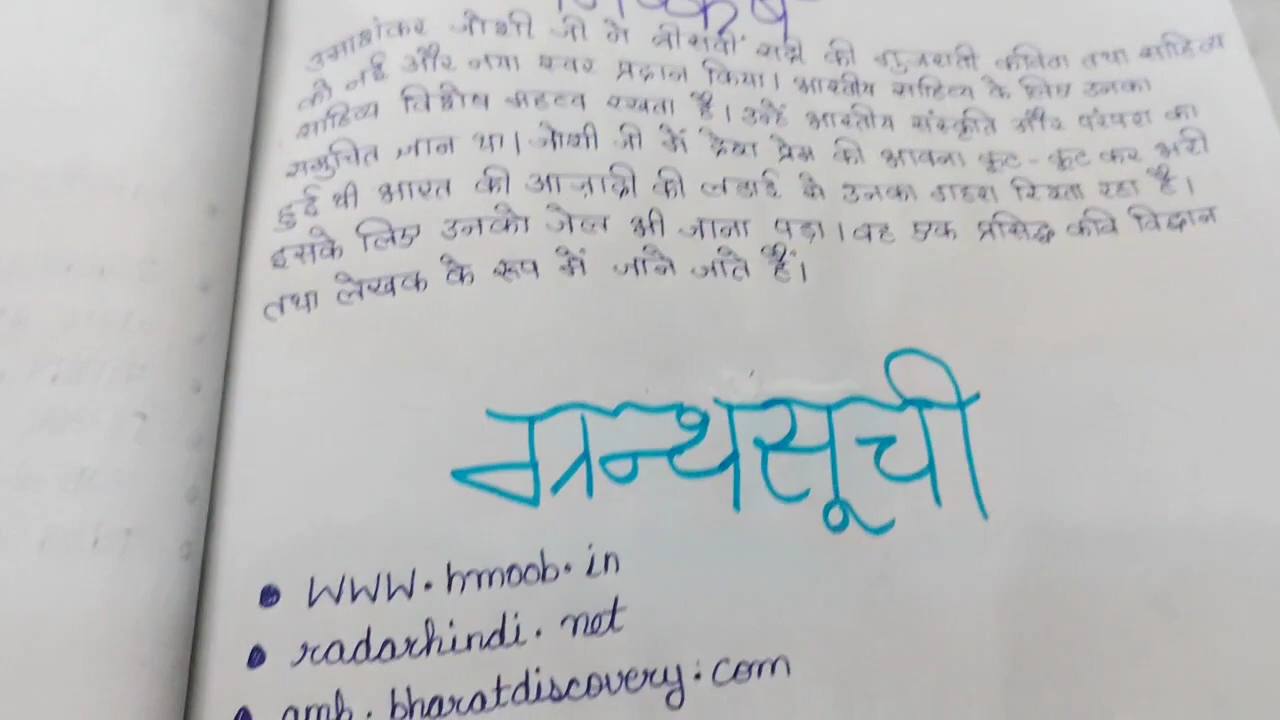 निष्कर्ष
उमाशंकर जोशी जी ने बीसवीं सदी की गुजराती कविता तथा साहित्य
को नई और नया स्वर प्रदान किया। भारतीय साहित्य के लिए उनका
साहित्य विशेष महत्व रखता है। उन्हें भारतीय संस्कृति और परंपरा का
समुचित ज्ञान था। जोशी जी में देश प्रेम की भावना कूट-कूट कर भरी
हुई थी भारत की आज़ादी की लडाई से उनका गहरा रिश्ता रहा है।
इसके लिए उनको जेल भी जाना पड़ा। वह एक प्रसिद्ध कवि विद्वान
तथा लेखक के रूप में जाने जाते हैं।
ग्रन्थसूची
• www.hmoob.in
• radarhindi.net
• amp.bharatdiscovery.com